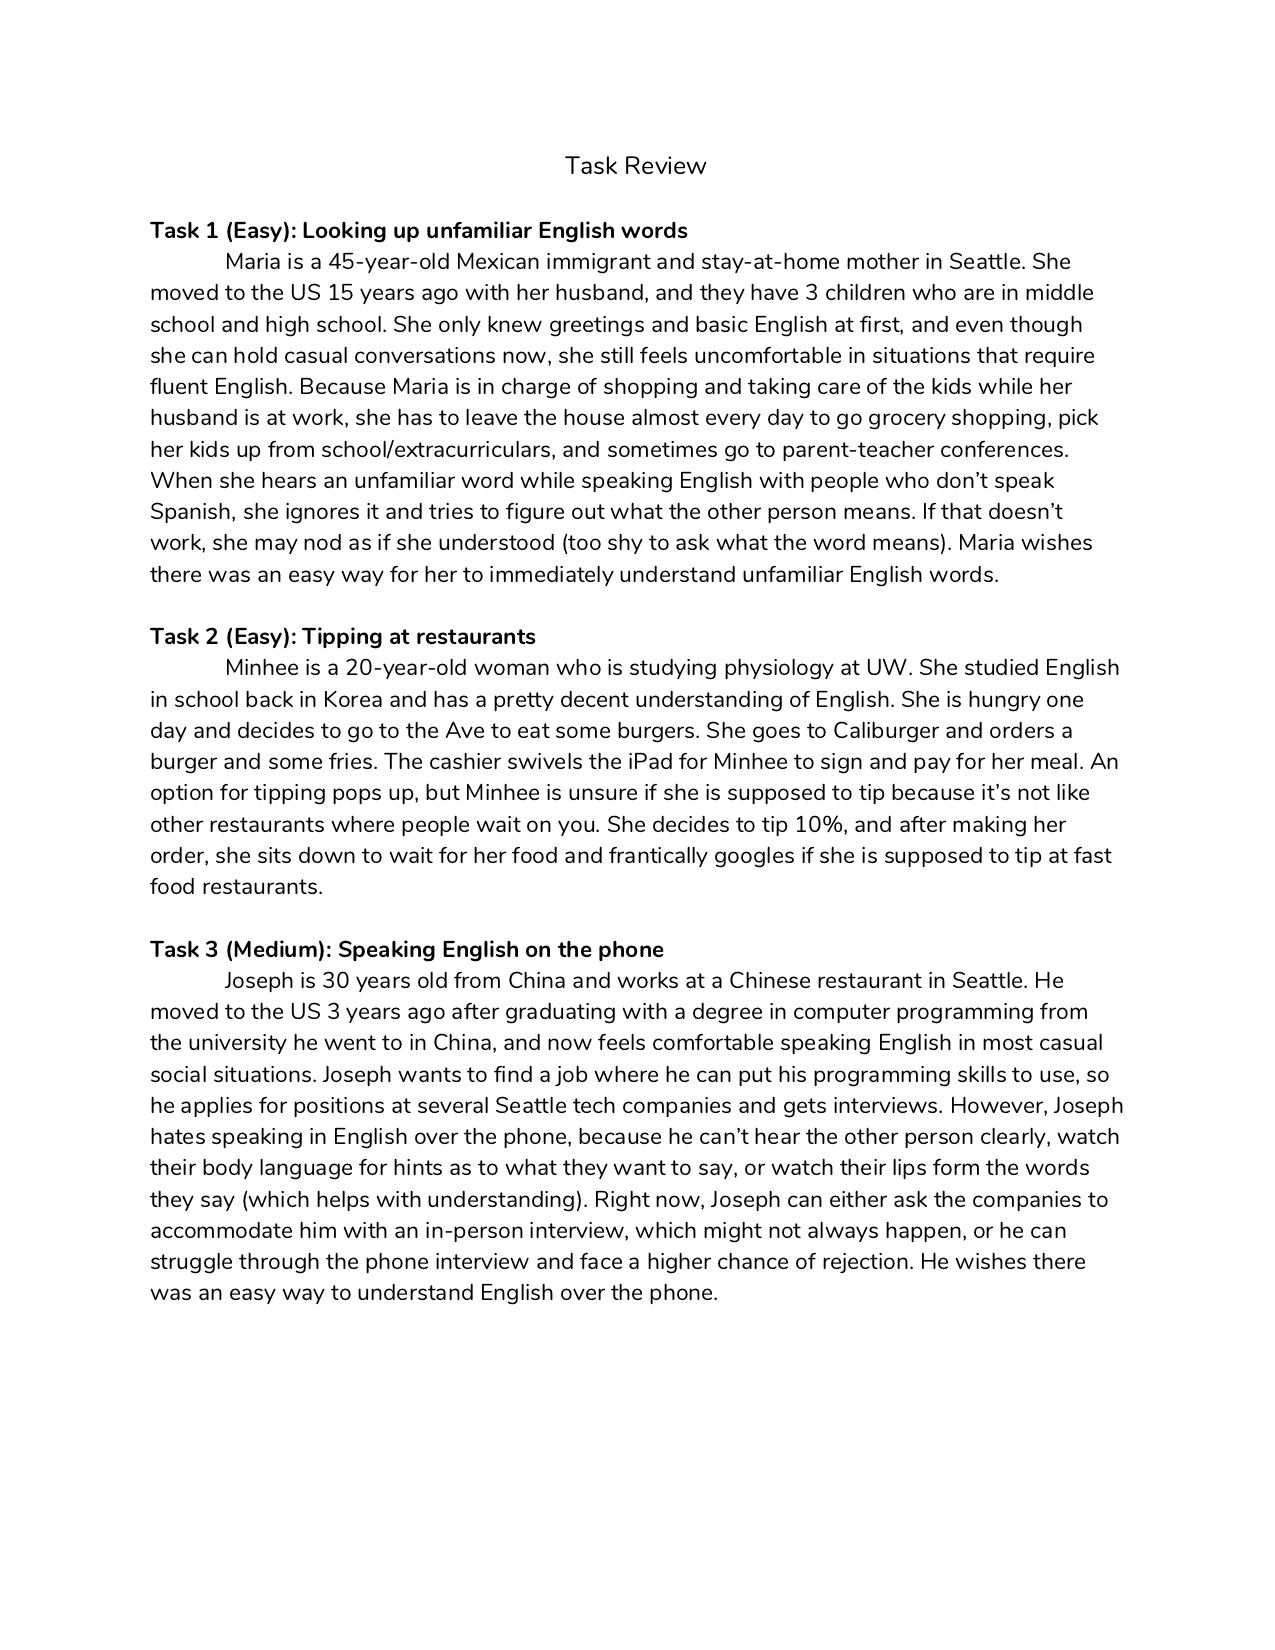 Task Review
Task 1 (Easy): Looking up unfamiliar English words
Maria is a 45-year-old Mexican immigrant and stay-at-home mother in Seattle. She
moved to the US 15 years ago with her husband, and they have 3 children who are in middle
school and high school. She only knew greetings and basic English at first, and even though
she can hold casual conversations now, she still feels uncomfortable in situations that require
fluent English. Because Maria is in charge of shopping and taking care of the kids while her
husband is at work, she has to leave the house almost every day to go grocery shopping, pick
her kids up from school/extracurriculars, and sometimes go to parent-teacher conferences.
When she hears an unfamiliar word while speaking English with people who don’t speak
Spanish, she ignores it and tries to figure out what the other person means. If that doesn’t
work, she may nod as if she understood (too shy to ask what the word means). Maria wishes
there was an easy way for her to immediately understand unfamiliar English words.
Task 2 (Easy): Tipping at restaurants
Minhee is a 20-year-old woman who is studying physiology at UW. She studied English
in school back in Korea and has a pretty decent understanding of English. She is hungry one
day and decides to go to the Ave to eat some burgers. She goes to Caliburger and orders a
burger and some fries. The cashier swivels the iPad for Minhee to sign and pay for her meal. An
option for tipping pops up, but Minhee is unsure if she is supposed to tip because it’s not like
other restaurants where people wait on you. She decides to tip 10%, and after making her
order, she sits down to wait for her food and frantically googles if she is supposed to tip at fast
food restaurants.
Task 3 (Medium): Speaking English on the phone
Joseph is 30 years old from China and works at a Chinese restaurant in Seattle. He
moved to the US 3 years ago after graduating with a degree in computer programming from
the university he went to in China, and now feels comfortable speaking English in most casual
social situations. Joseph wants to find a job where he can put his programming skills to use, so
he applies for positions at several Seattle tech companies and gets interviews. However, Joseph
hates speaking in English over the phone, because he can’t hear the other person clearly, watch
their body language for hints as to what they want to say, or watch their lips form the words
they say (which helps with understanding). Right now, Joseph can either ask the companies to
accommodate him with an in-person interview, which might not always happen, or he can
struggle through the phone interview and face a higher chance of rejection. He wishes there
was an easy way to understand English over the phone.